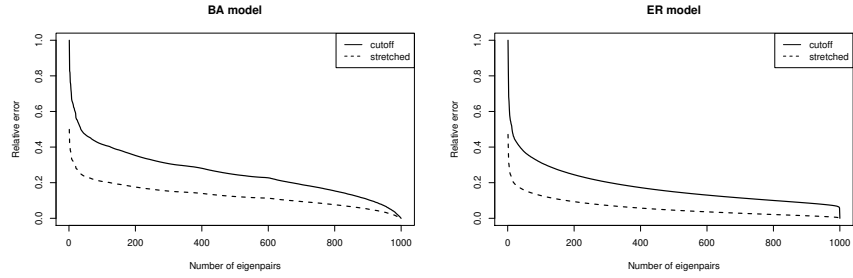 BA model
cutoff
stretched
1.0
0.8
0.6
0.4
0.2
0.0
Relative error
0 200 400 600 800 1000
Number of eigenpairs
ER model
cutoff
stretched
1.0
0.8
0.6
0.4
0.2
0.0
Relative error
0 200 400 600 800 1000
Number of eigenpairs